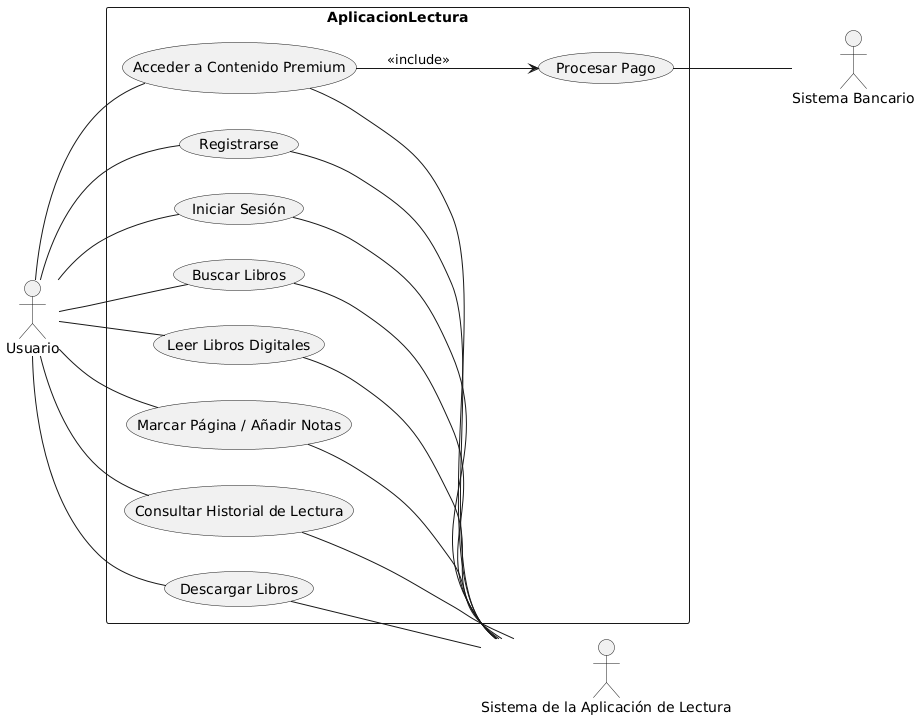 AplicacionLectura
Acceder a Contenido Premium
«include»
Procesar Pago
Sistema Bancario
Registrarse
Iniciar Sesión
Buscar Libros
Leer Libros Digitales
Usuario
Marcar Página / Añadir Notas
Consultar Historial de Lectura
Descargar Libros
Sistema de la Aplicación de Lectura